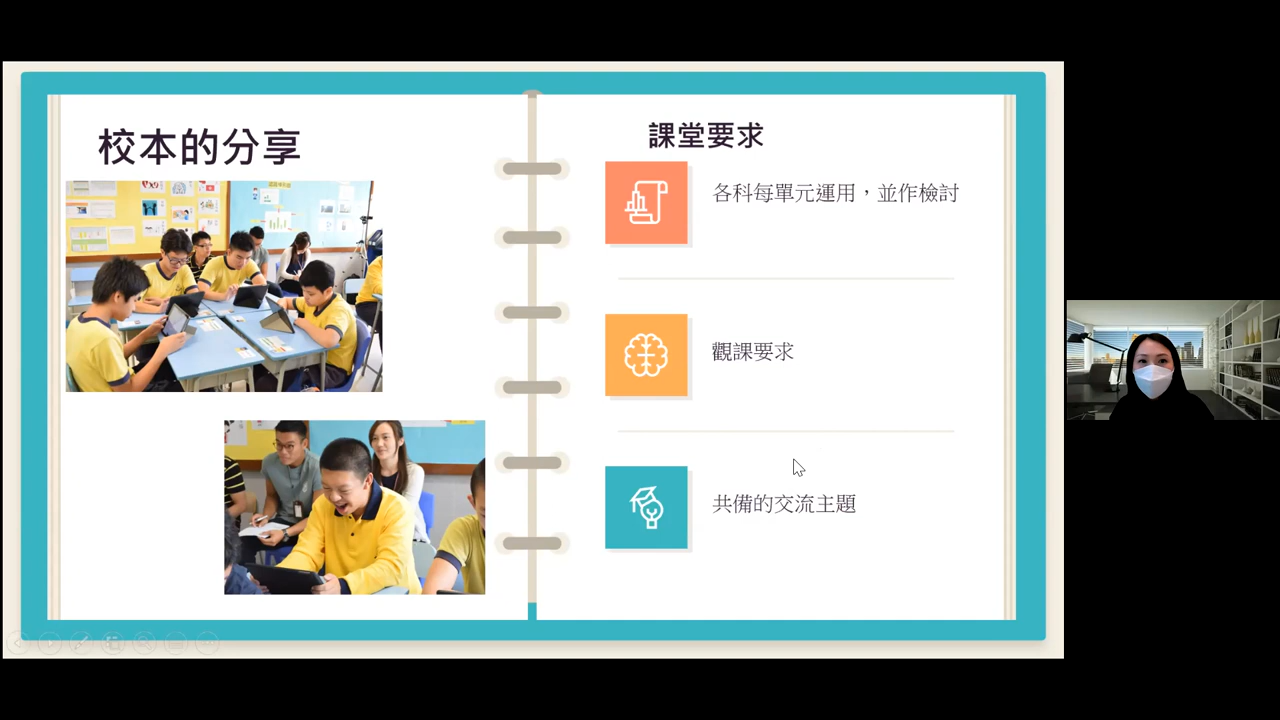 校本的分享
課堂要求
各科每單元運用，並作檢討
觀課要求
共備的交流主題